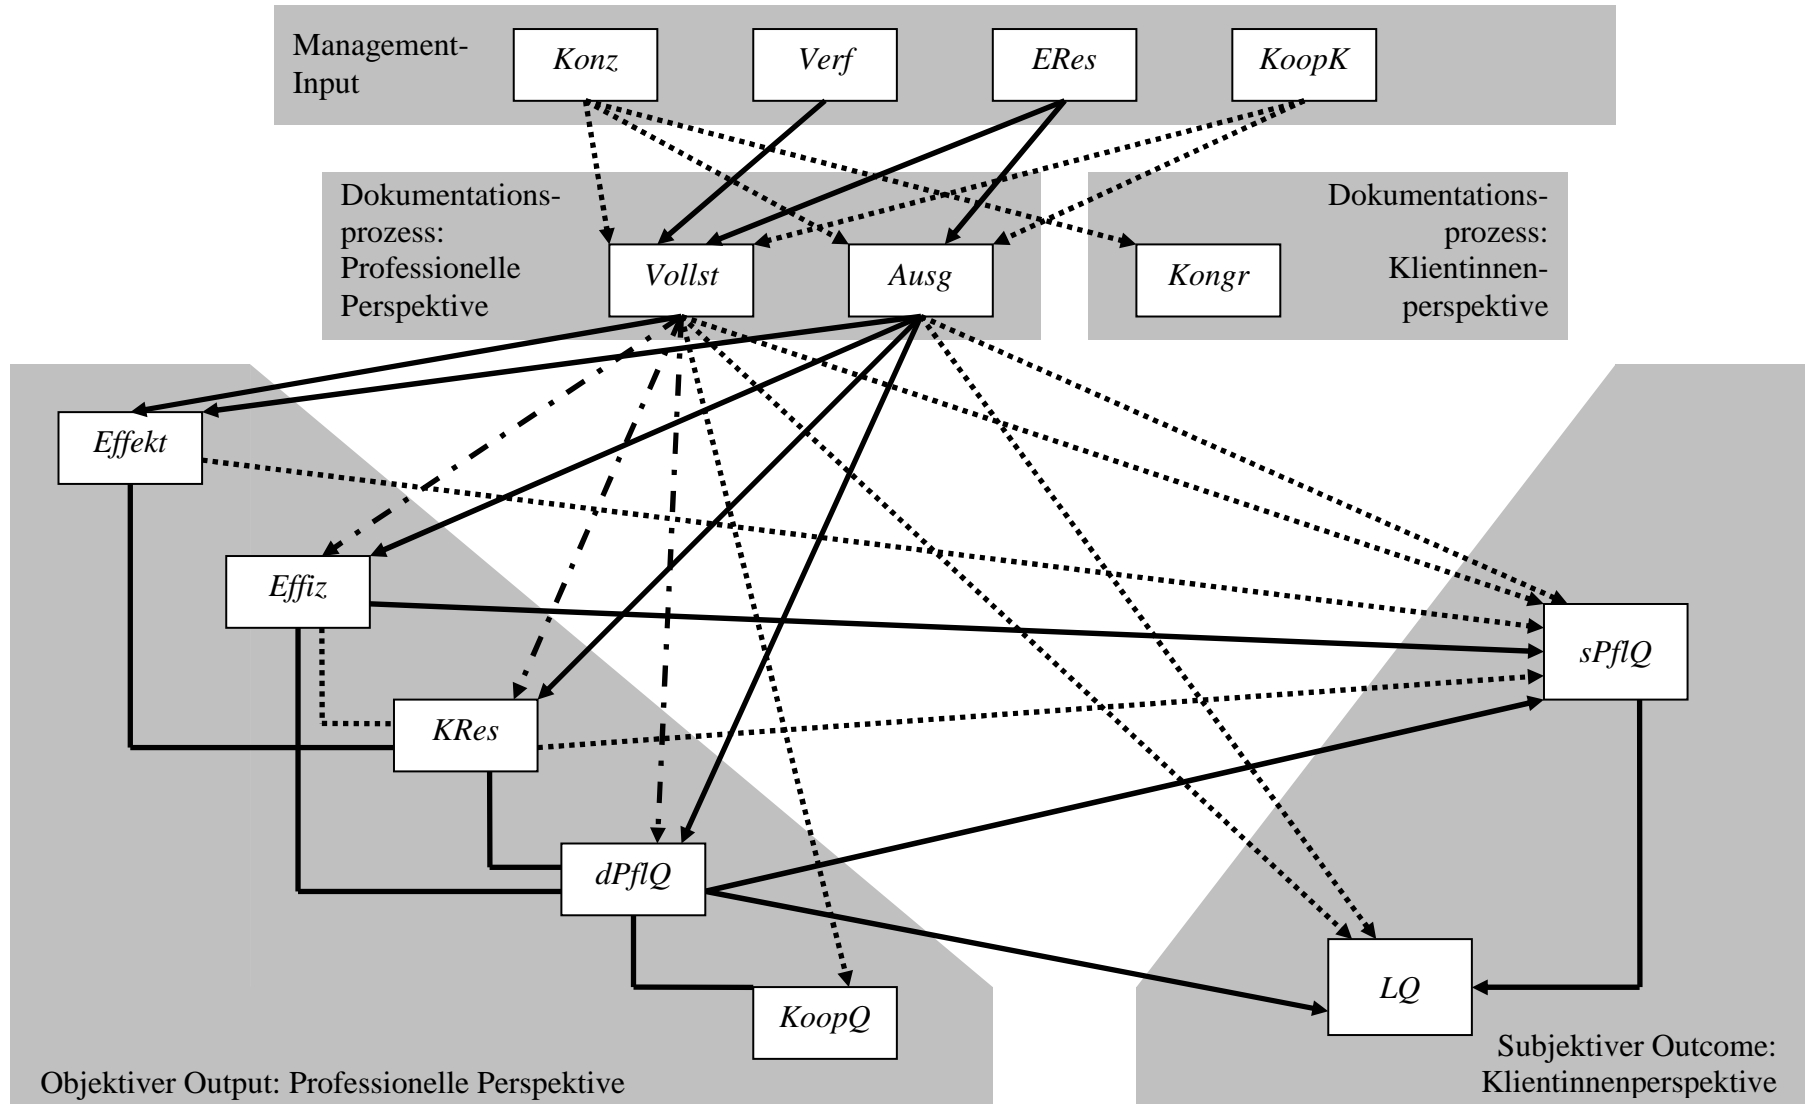 Management-
Input
Konz
Verf
ERes
KoopK
Dokumentations-
prozess:
Professionelle
Perspektive
Vollst
Ausg
Kongr
Dokumentations-
prozess:
Klientinnen-
perspektive
Effekt
Effiz
KRes
dPflQ
KoopQ
sPflQ
LQ
Objektiver Output: Professionelle Perspektive
Subjektiver Outcome:
Klientinnenperspektive